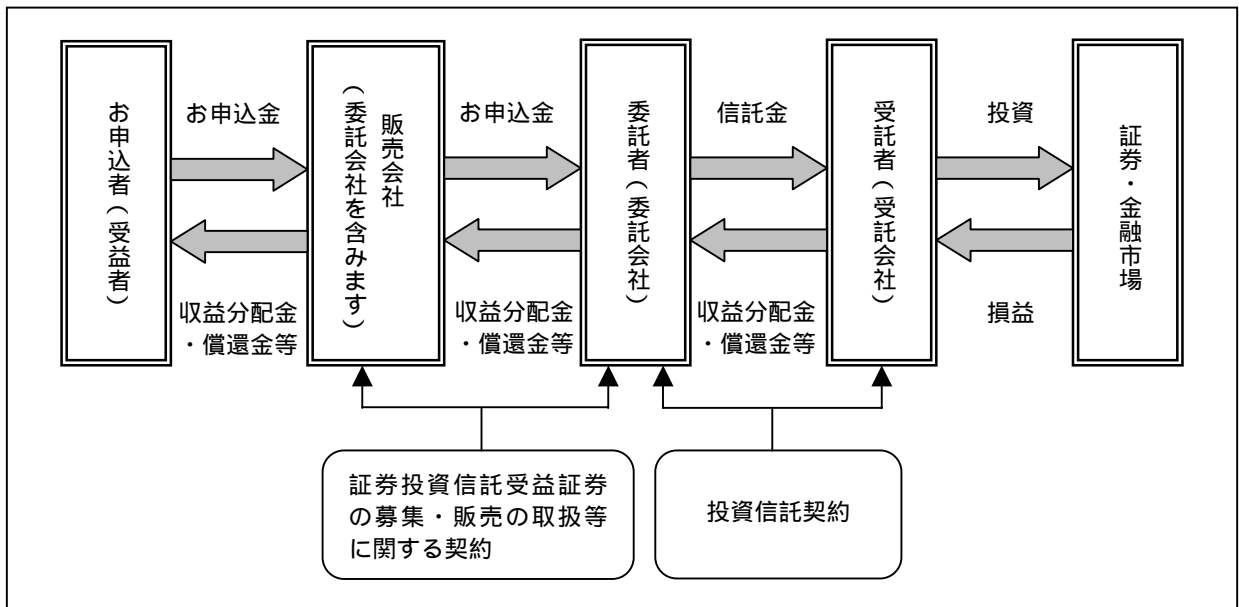 お申込者(受益者)
お申込金
収益分配金
・償還金等
販売会社
(委託会社を含みます)
お申込金
収益分配金
・償還金等
委託者(委託会社)
信託金
収益分配金
・償還金等
受託者(受託会社)
投資
損益
証券・金融市場
証券投資信託受益証券
の募集・販売の取扱等
に関する契約
投資信託契約